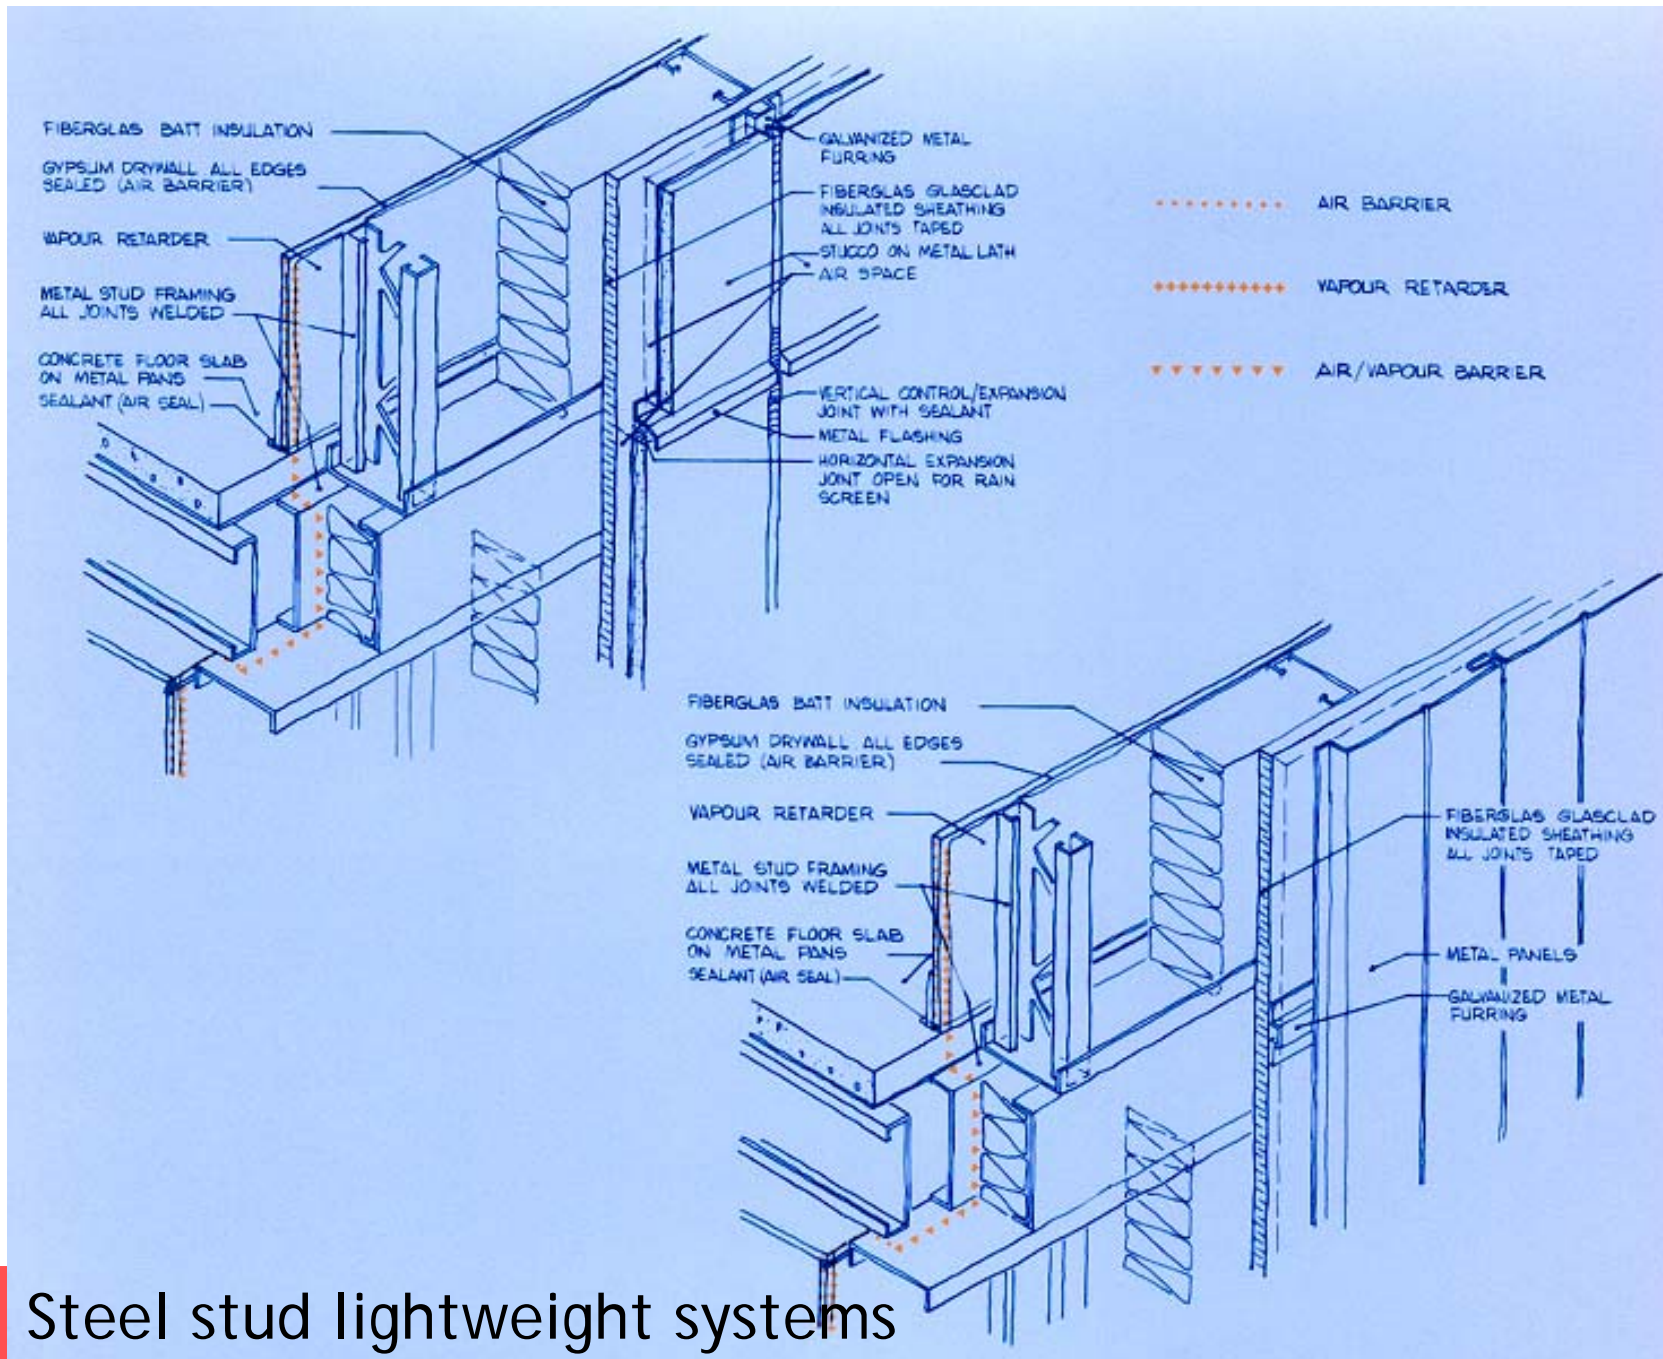 FIBERGLAS BATT INSULATION
GYPSUM DRYWALL ALL EDGES
SEALED (AIR BARRIER)
VAPOUR RETARDER
METAL STUD FRAMING
ALL JOINTS WELDED
CONCRETE FLOOR SLAB
ON METAL PANS
SEALANT (AIR SEAL)
GALVANIZED METAL
FURRING
FIBERGLAS GLASCLAD
INSULATED SHEATHING
ALL JOINTS TAPED
STUCCO ON METAL LATH
AIR SPACE
VERTICAL CONTROL/EXPANSION
JOINT WITH SEALANT
METAL FLASHING
HORIZONTAL EXPANSION
JOINT OPEN FOR RAIN
SCREEN
AIR BARRIER
VAPOUR RETARDER
AIR/VAPOUR BARRIER
FIBERGLAS BATT INSULATION
GYPSUM DRYWALL ALL EDGES
SEALED (AIR BARRIER)
VAPOUR RETARDER
METAL STUD FRAMING
ALL JOINTS WELDED
CONCRETE FLOOR SLAB
ON METAL PANS
SEALANT (AIR SEAL)
FIBERGLAS GLASCLAD
INSULATED SHEATHING
ALL JOINTS TAPED
METAL PANELS
GALVANIZED METAL
FURRING
Steel stud lightweight systems